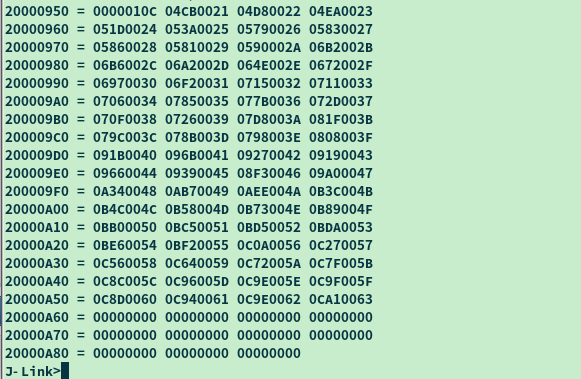 20000950 = 0000010C 04CB0021 04D80022 04EA0023
20000960 = 051D0024 053A0025 05790026 05830027
20000970 = 05860028 05810029 0590002A 06B2002B
20000980 = 06B6002C 06A2002D 064E002E 0672002F
20000990 = 06970030 06F20031 07150032 07110033
200009A0 = 07060034 07850035 077B0036 072D0037
200009B0 = 070F0038 07260039 07D8003A 081F003B
200009C0 = 079C003C 078B003D 0798003E 0808003F
200009D0 = 091B0040 096B0041 09270042 09190043
200009E0 = 09660044 09390045 08F30046 09A00047
200009F0 = 0A340048 0AB70049 0AEE004A 0B3C004B
20000A00 = 0B4C004C 0B58004D 0B73004E 0B89004F
20000A10 = 0BB00050 0BC50051 0BD50052 0BDA0053
20000A20 = 0BE60054 0BF20055 0C0A0056 0C270057
20000A30 = 0C560058 0C640059 0C72005A 0C7F005B
20000A40 = 0C8C005C 0C96005D 0C9E005E 0C9F005F
20000A50 = 0C8D0060 0C940061 0C9E0062 0CA10063
20000A60 = 00000000 00000000 00000000 00000000
20000A70 = 00000000 00000000 00000000 00000000
20000A80 = 00000000 00000000 00000000
J-Link>